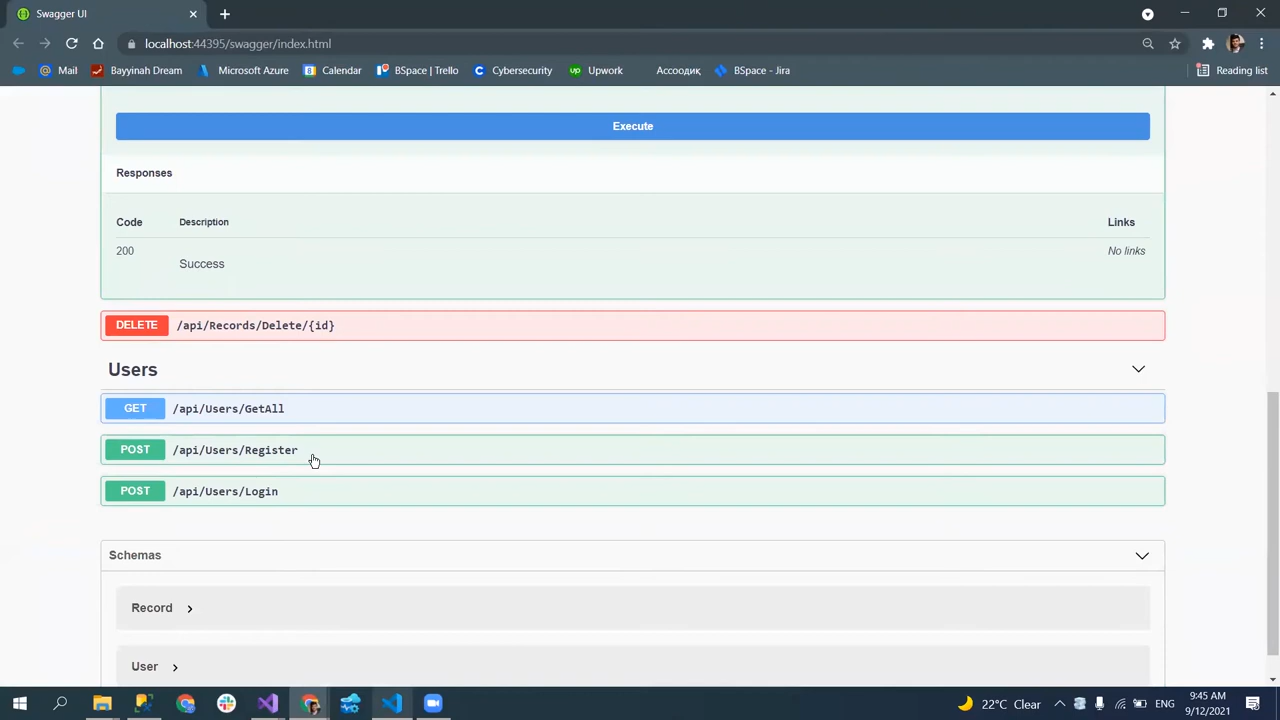 Swagger UI
localhost:44395/swagger/index.html
Mail
Bayyinah Dream
Microsoft Azure
Calendar
BSpace | Trello
Cybersecurity
Upwork
Ассоодиқ
BSpace - Jira
Reading list
Execute
Responses
Code
Description
Links
200
Success
No links
DELETE /api/Records/Delete/{id}
Users
GET /api/Users/GetAll
POST /api/Users/Register
POST /api/Users/Login
Schemas
Record
User
22°C Clear
ENG
9:45 AM
9/12/2021